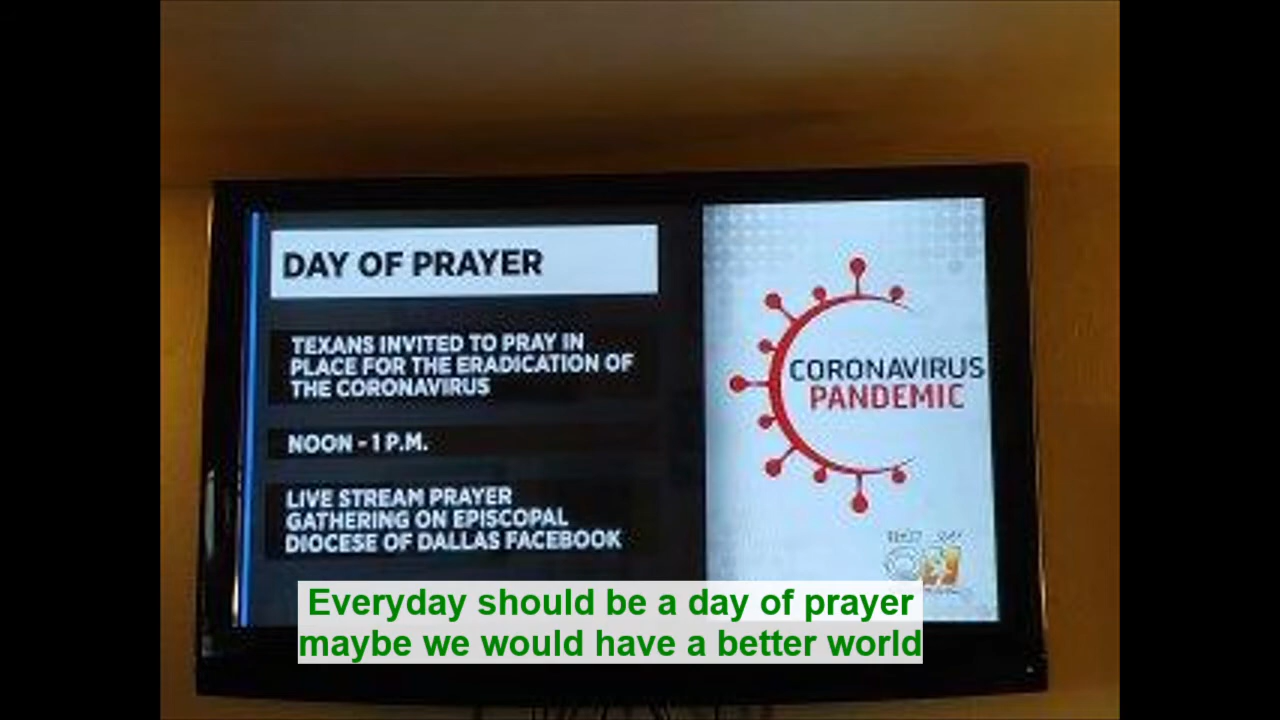 DAY OF PRAYER
TEXANS INVITED TO PRAY IN
PLACE FOR THE ERADICATION OF
THE CORONAVIRUS
NOON - 1 P.M.
LIVE STREAM PRAYER
GATHERING ON EPISCOPAL
DIOCESE OF DALLAS FACEBOOK
CORONAVIRUS
PANDEMIC
Everyday should be a day of prayer
maybe we would have a better world